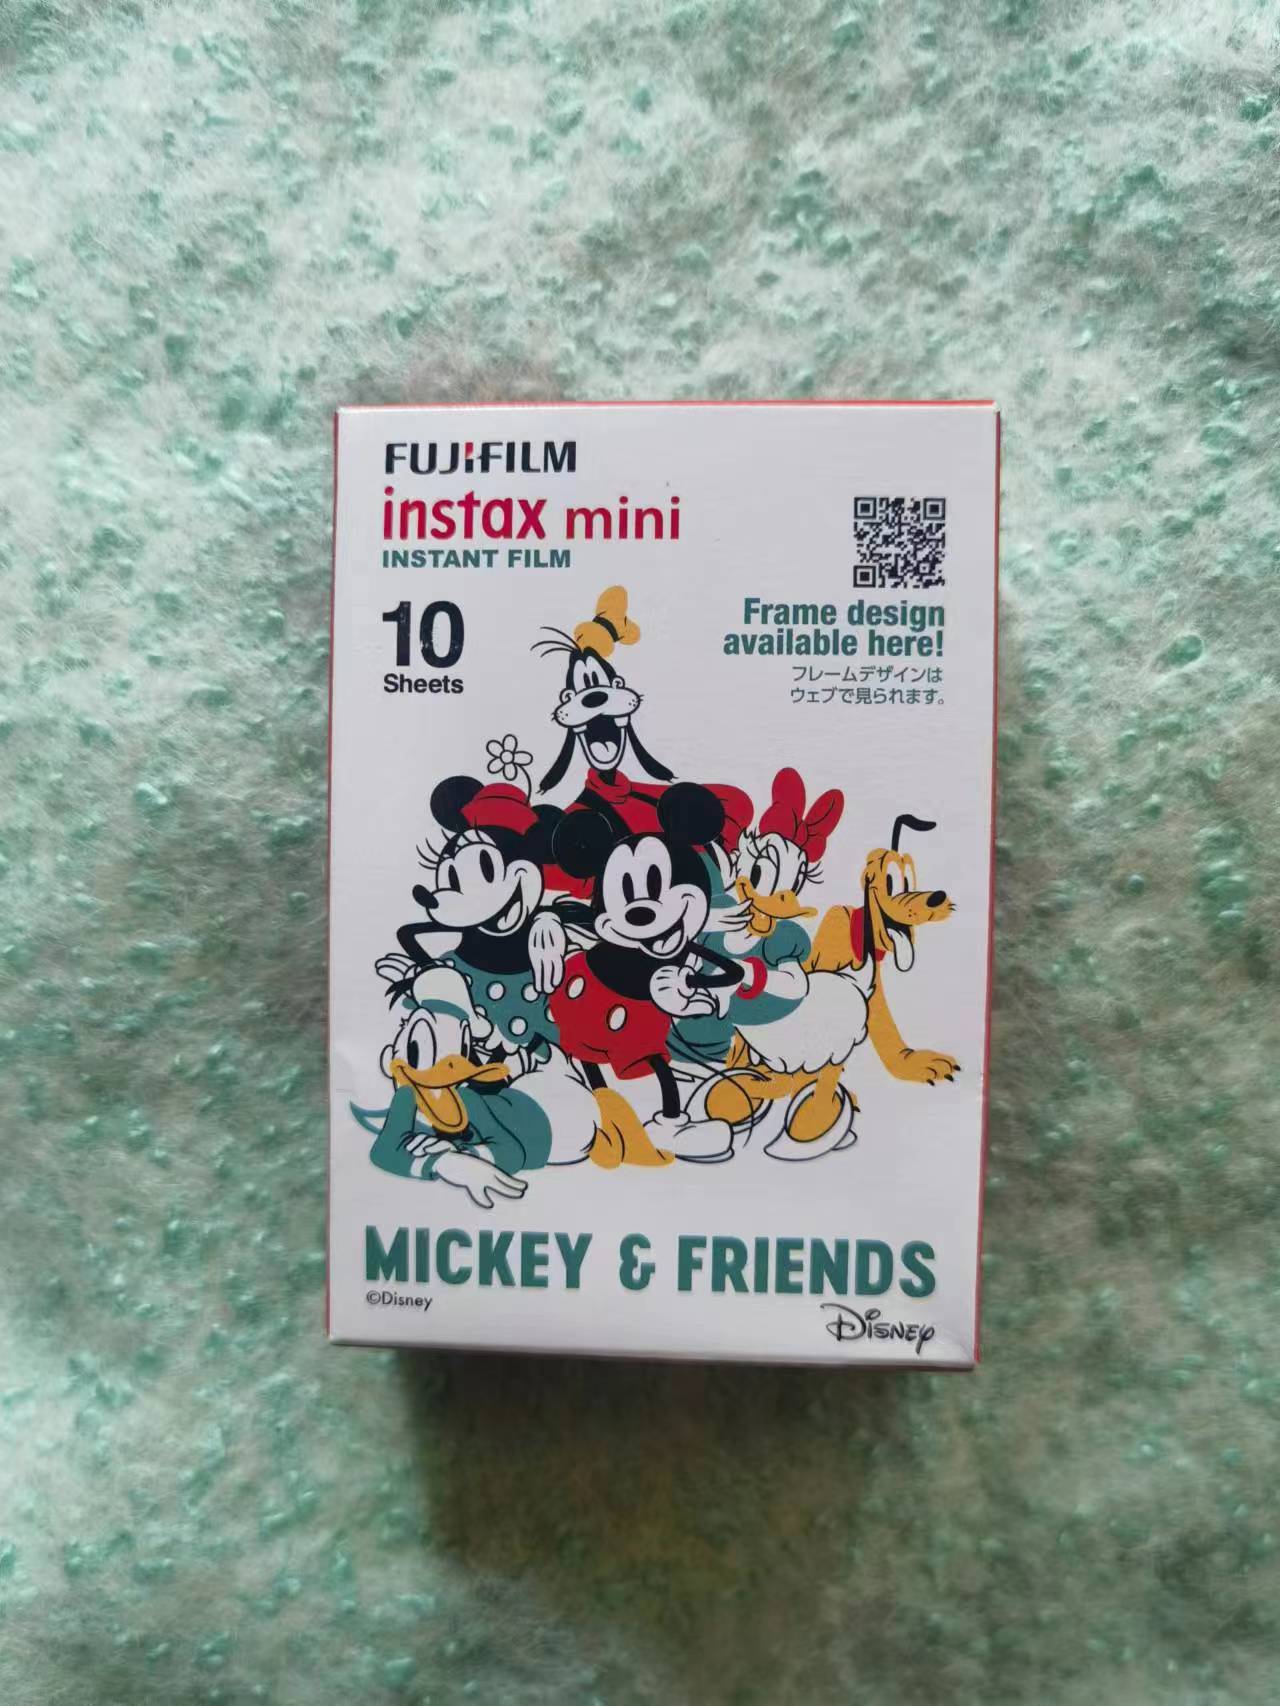 FUJIFILM
instax mini
INSTANT FILM
10
Sheets
Frame design
available here!
フレームデザインは
ウェブで見られます。
MICKEY & FRIENDS
©Disney
Disney